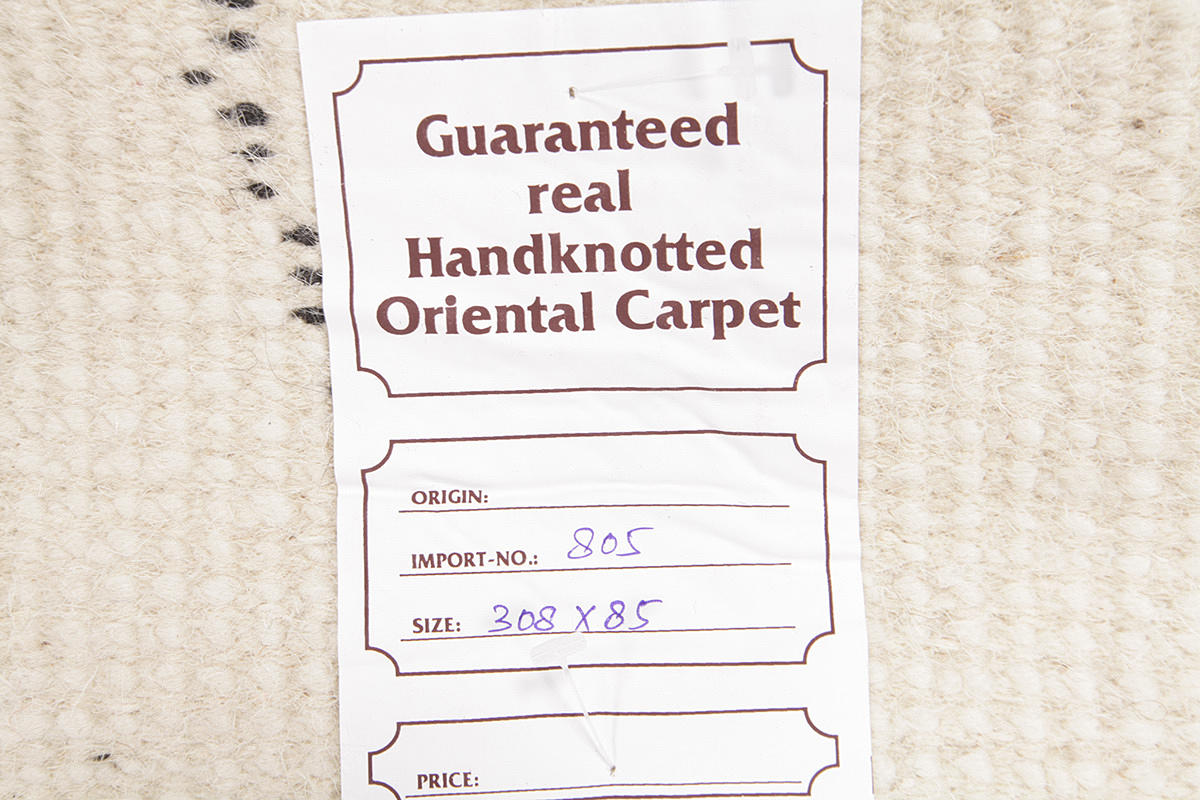 Guaranteed
real
Handknotted
Oriental Carpet
ORIGIN:
IMPORT-NO.: 805
SIZE: 308 X 85
PRICE: